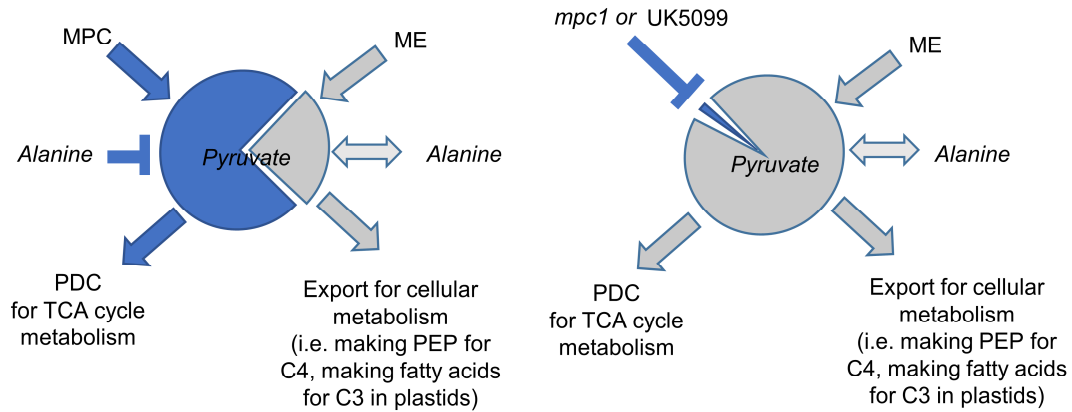 MPC
ME
Alanine
Pyruvate
Alanine
PDC
for TCA cycle
metabolism
Export for cellular
metabolism
(i.e. making PEP for
C4, making fatty acids
for C3 in plastids)
mpc1 or UK5099
ME
Pyruvate
Alanine
PDC
for TCA cycle
metabolism
Export for cellular
metabolism
(i.e. making PEP for
C4, making fatty acids
for C3 in plastids)